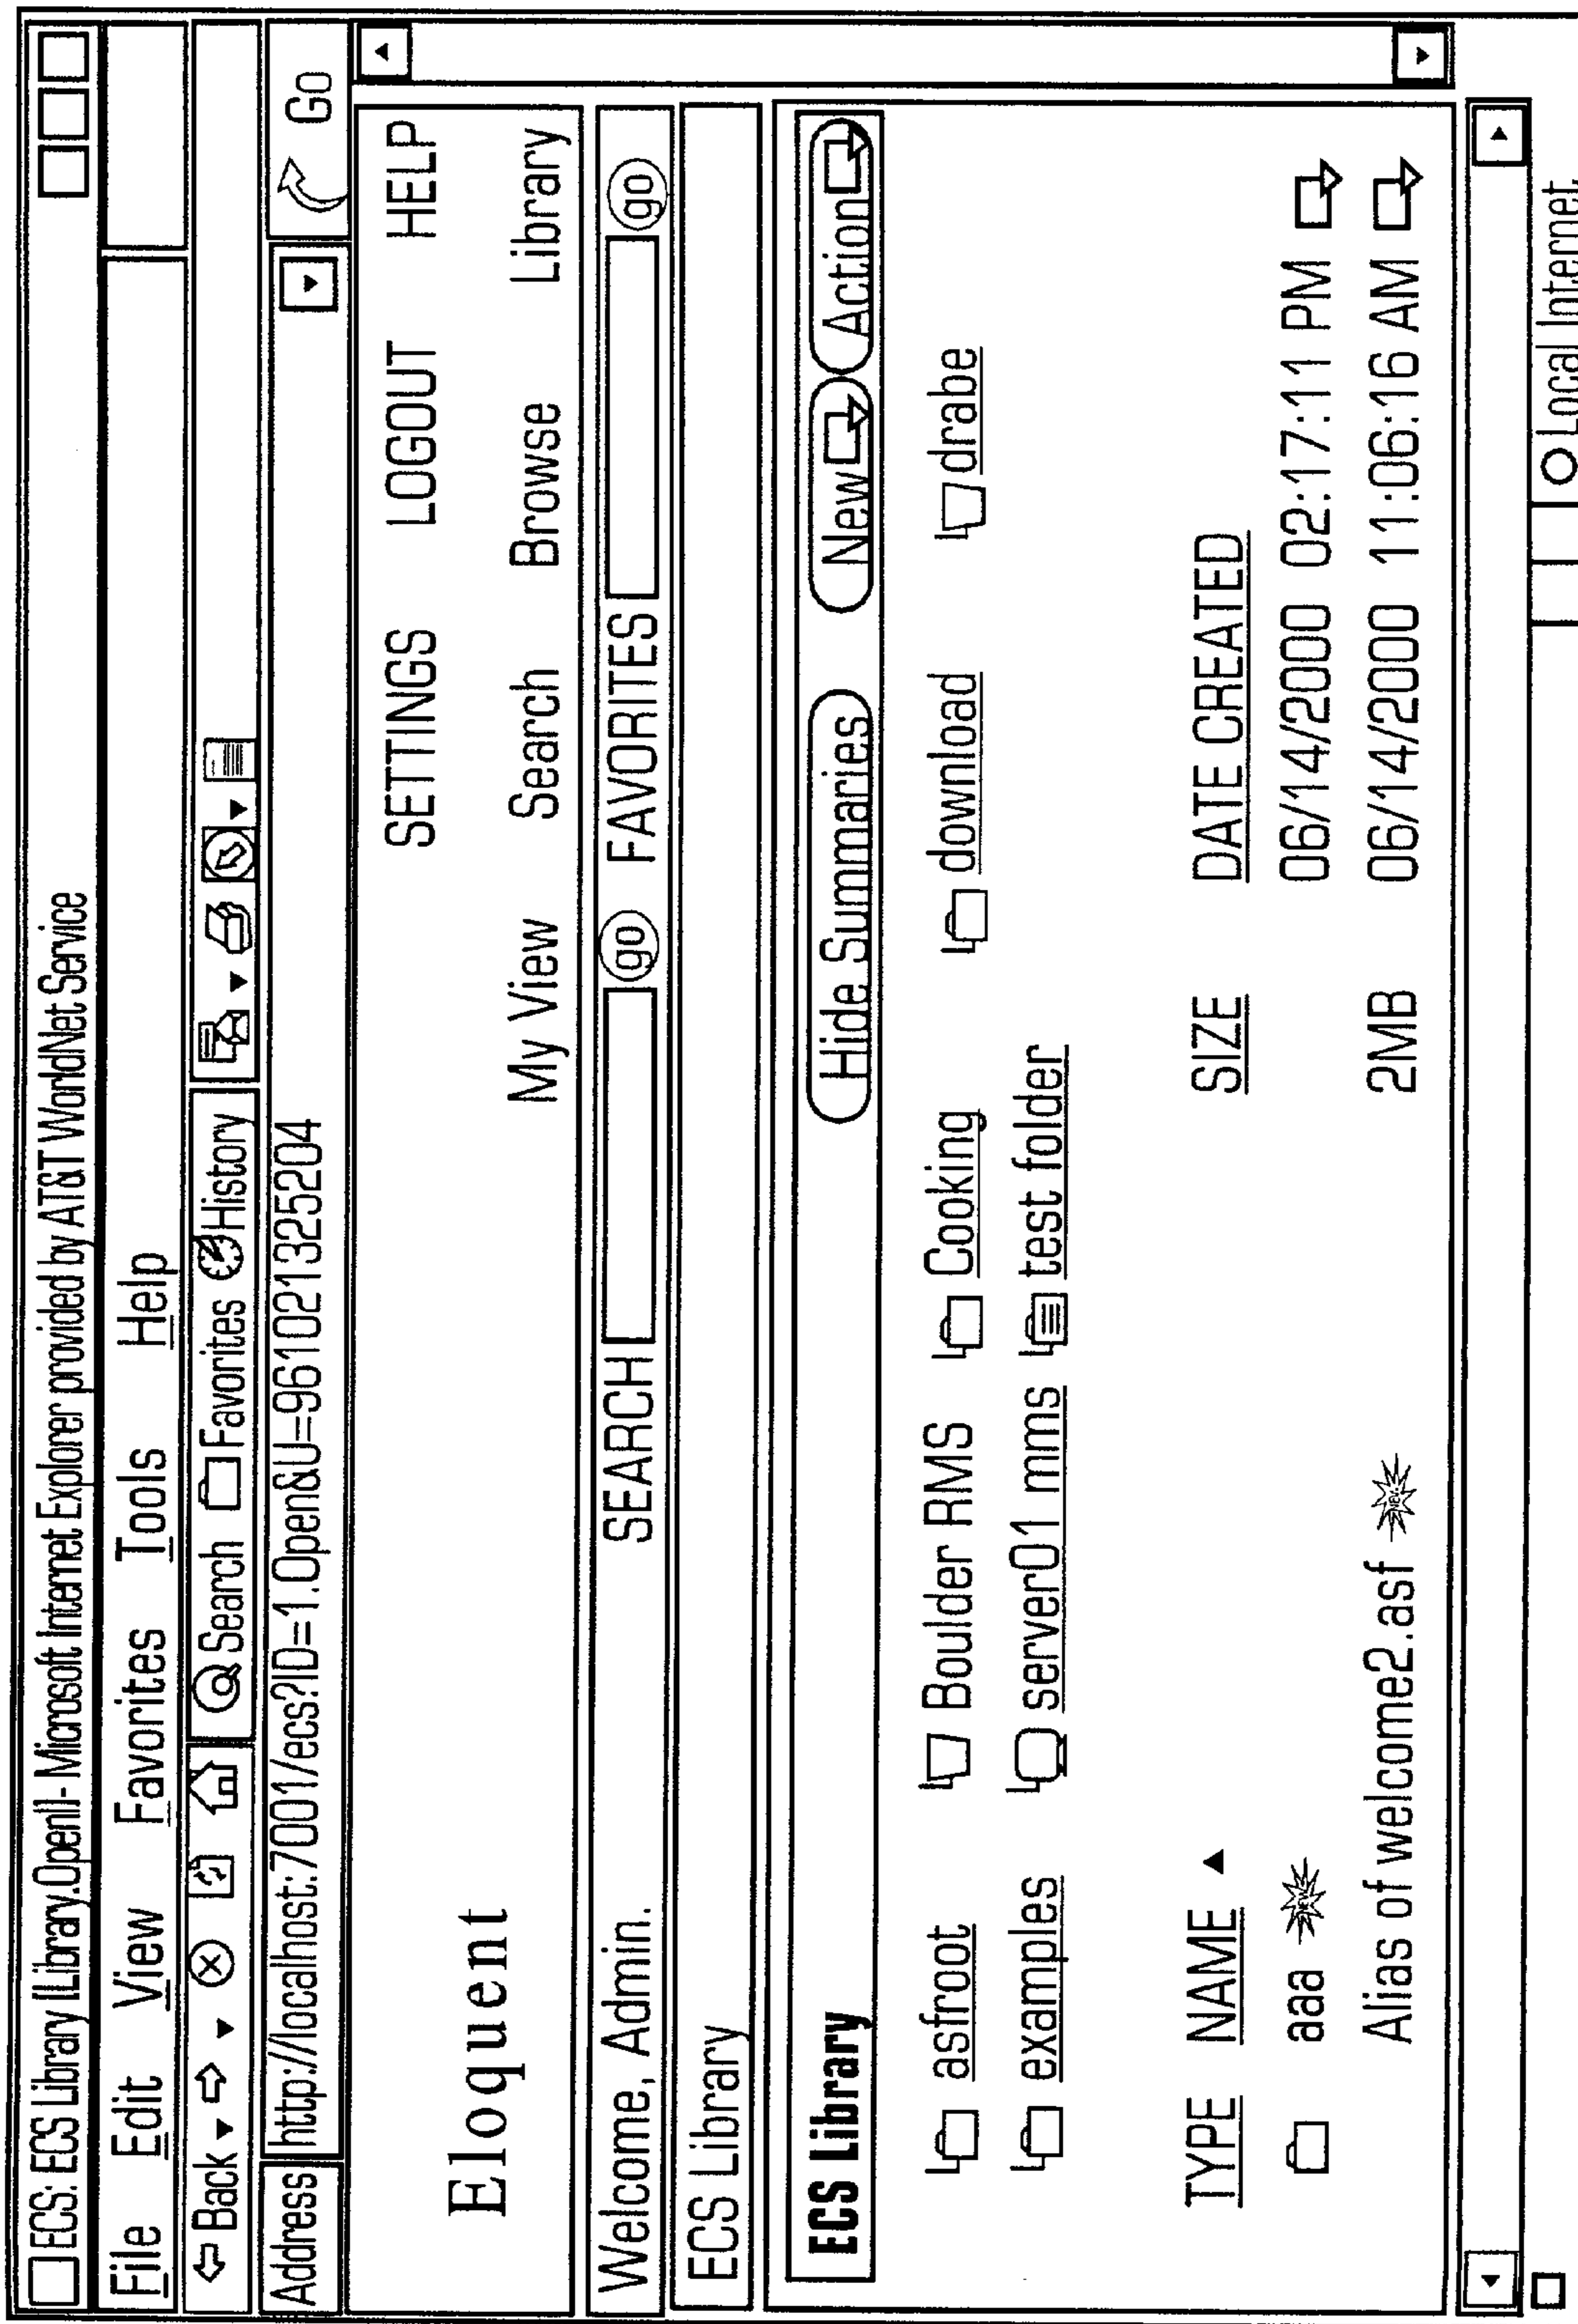 ECS: ECS Library [Library.Open]]- Microsoft Internet Explorer provided by AT&T WorldNet Service
File Edit View Favorites Tools Help
Back Search Favorites History
Address http://localhost:7001/ecs?ID=1.Open&U=961021325204 Go
SETTINGS LOGOUT HELP
Eloquent
My View Search Browse Library
Welcome, Admin. SEARCH go FAVORITES go
ECS Library
ECS Library Hide Summaries New Action
asfroot Boulder RMS Cooking download drabe
examples server01 mms test folder
TYPE NAME SIZE DATE CREATED
aaa NEW 06/14/2000 02:17:11 PM
Alias of welcome2.asf NEW 2MB 06/14/2000 11:06:16 AM
Local Internet